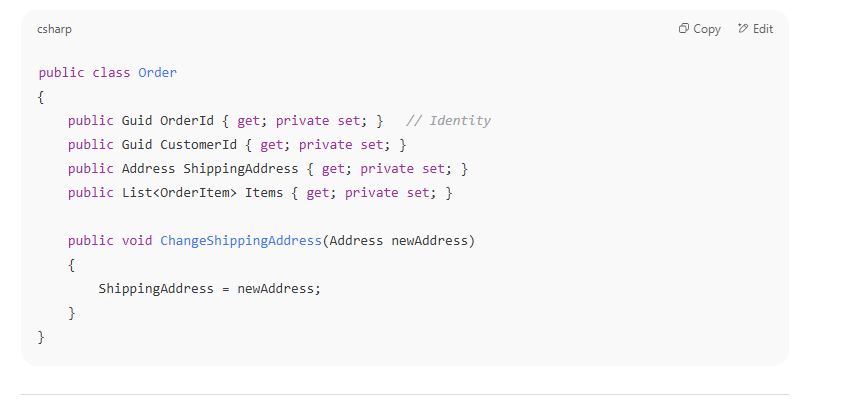 csharp
Copy
Edit
public class Order
{
    public Guid OrderId { get; private set; }   // Identity
    public Guid CustomerId { get; private set; }
    public Address ShippingAddress { get; private set; }
    public List<OrderItem> Items { get; private set; }

    public void ChangeShippingAddress(Address newAddress)
    {
        ShippingAddress = newAddress;
    }
}